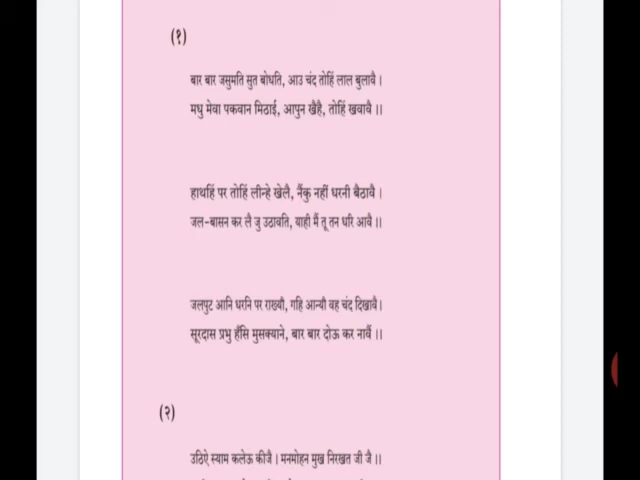 (१)
बार बार जसुमति सुत बोधति, आउ चंद तोहिं लाल बुलावै ।
मधु मेवा पकवान मिठाई, आपुन खैहै, तोहिं खवावै ।।
हाथहिं पर तोहिं लीन्हे खेलै, नैंकु नहीं धरनी बैठावै ।
जल-बासन कर लै जु उठावति, याही मैं तू तन धरि आवै ।।
जलपुट आनि धरनि पर राख्यौ, गहि आन्यौ वह चंद दिखावै ।
सूरदास प्रभु हँसि मुसक्याने, बार बार दोऊ कर नावैं ।।
(२)
उठिऐ स्याम कलेऊ कीजै । मनमोहन मुख निरखत जी जै ।।